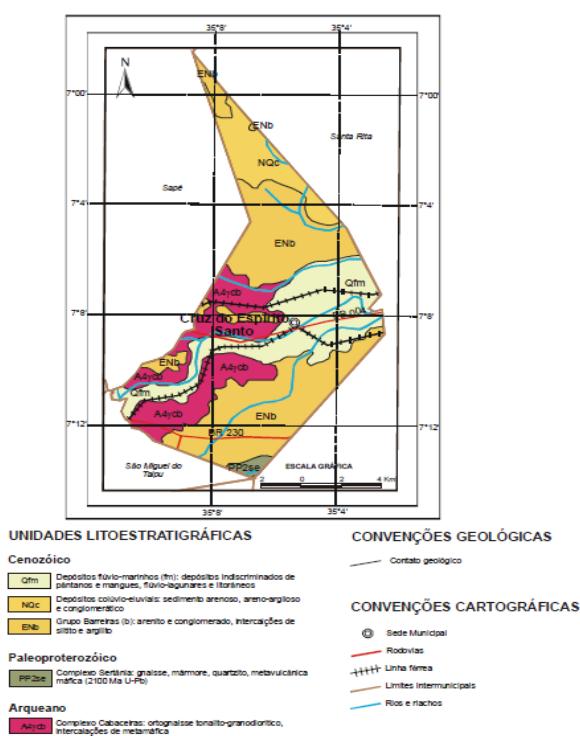 35°8' 35°4'
N
ENb
7°00' 7°00'
ENb
Santa Rita
NQc
Sapé
7°4' 7°4'
ENb
Qfm
A4γcb
7°8' Cruz do Espírito BR 004 7°8'
Santo
ENb
A4γcb
A4γcb
Qfm
A4γcb
ENb
7°12' 7°12'
BR 230
São Miguel do
Taipu
PP2se
ESCALA GRÁFICA
2 0 2 4 Km
35°8' 35°4'
UNIDADES LITOESTRATIGRÁFICAS
Cenozóico
Qfm Depósitos flúvio-marinhos (fm): depósitos indiscriminados de
pântanos e mangues, flúvio-lagunares e litorâneos
NQc Depósitos colúvio-eluviais: sedimento arenoso, areno-argiloso
e conglomerático
ENb Grupo Barreiras (b): arenito e conglomerado, intercalções de
siltito e argilito
Paleoproterozóico
PP2se Complexo Sertânia: gnaisse, mármore, quartzito, metavulcânica
máfica (2100 Ma U-Pb)
Arqueano
A4γcb Complexo Cabaceiras: ortognaisse tonalito-granodiorítico,
intercalações de metamáfica
CONVENÇÕES GEOLÓGICAS
Contato geológico
CONVENÇÕES CARTOGRÁFICAS
Sede Municipal
Rodovias
Linha férrea
Limites Intermunicipais
Rios e riachos